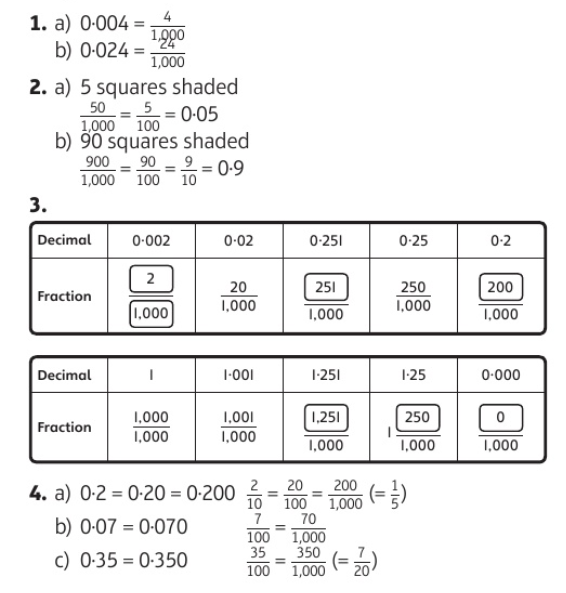 1. a) 0·004 = 4/1,000
b) 0·024 = 24/1,000
2. a) 5 squares shaded
50/1,000 = 5/100 = 0·05
b) 90 squares shaded
900/1,000 = 90/100 = 9/10 = 0·9
3.
Decimal 0·002 0·02 0·251 0·25 0·2
Fraction 2/1,000 20/1,000 251/1,000 250/1,000 200/1,000
Decimal 1 1·001 1·251 1·25 0·000
Fraction 1,000/1,000 1,001/1,000 1,251/1,000 1 250/1,000 0/1,000
4. a) 0·2 = 0·20 = 0·200 2/10 = 20/100 = 200/1,000 (= 1/5)
b) 0·07 = 0·070 7/100 = 70/1,000
c) 0·35 = 0·350 35/100 = 350/1,000 (= 7/20)